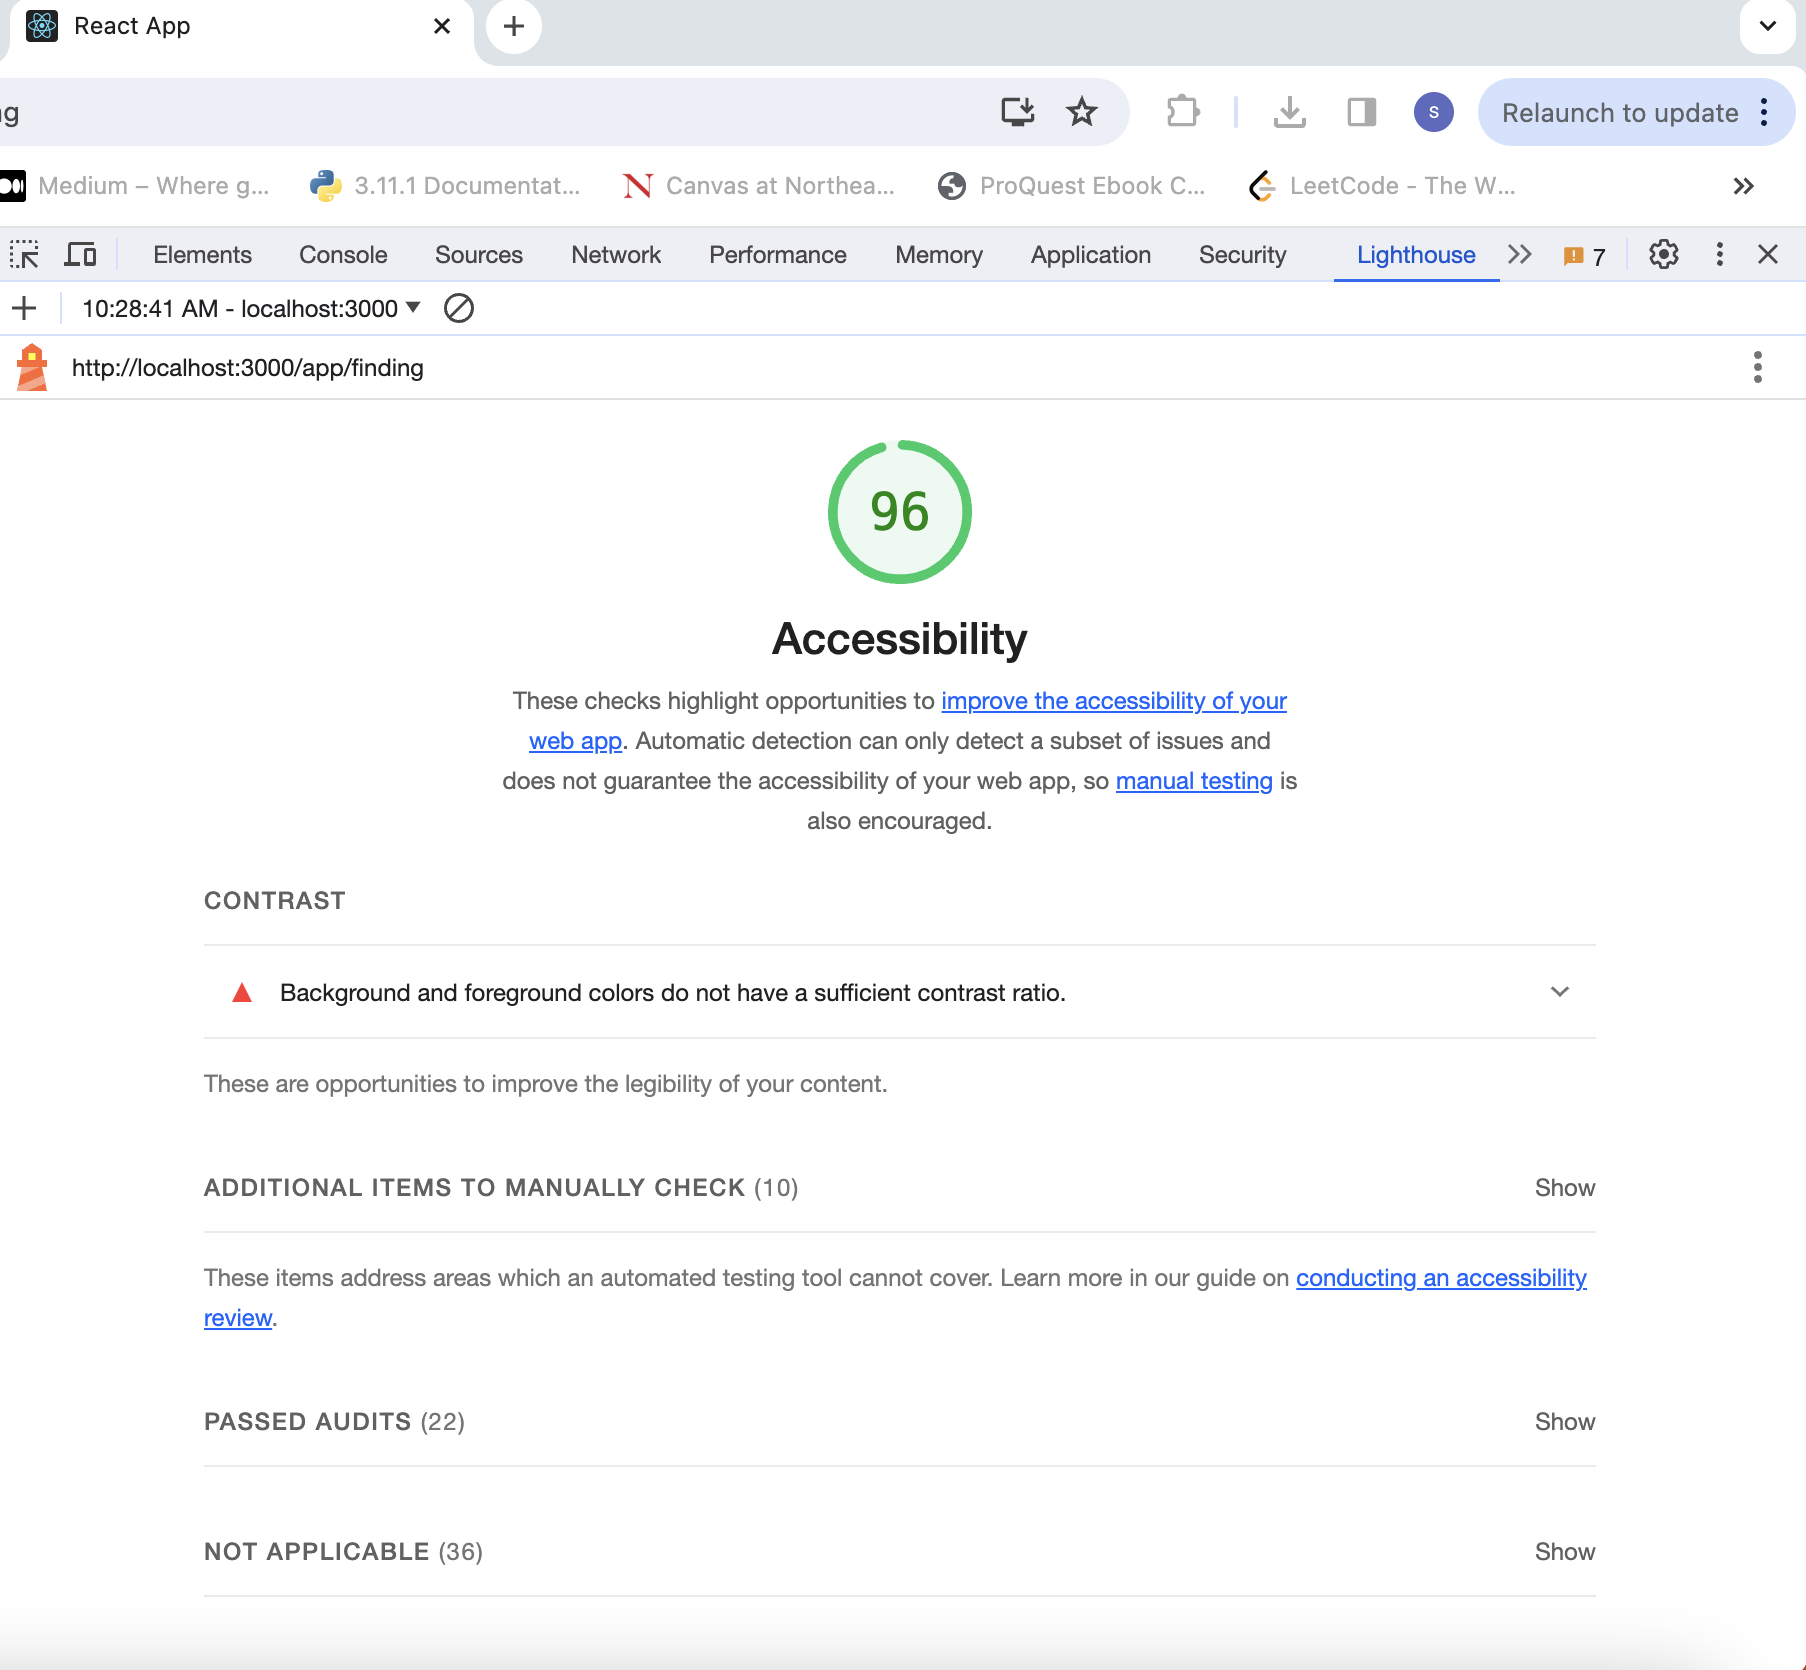 React App
g
Relaunch to update
S
Medium – Where g...
3.11.1 Documentat...
Canvas at Northea...
ProQuest Ebook C...
LeetCode - The W...
Elements Console Sources Network Performance Memory Application Security Lighthouse 7
10:28:41 AM - localhost:3000
http://localhost:3000/app/finding
96
Accessibility
These checks highlight opportunities to improve the accessibility of your
web app. Automatic detection can only detect a subset of issues and
does not guarantee the accessibility of your web app, so manual testing is
also encouraged.
CONTRAST
Background and foreground colors do not have a sufficient contrast ratio.
These are opportunities to improve the legibility of your content.
ADDITIONAL ITEMS TO MANUALLY CHECK (10) Show
These items address areas which an automated testing tool cannot cover. Learn more in our guide on conducting an accessibility
review.
PASSED AUDITS (22) Show
NOT APPLICABLE (36) Show